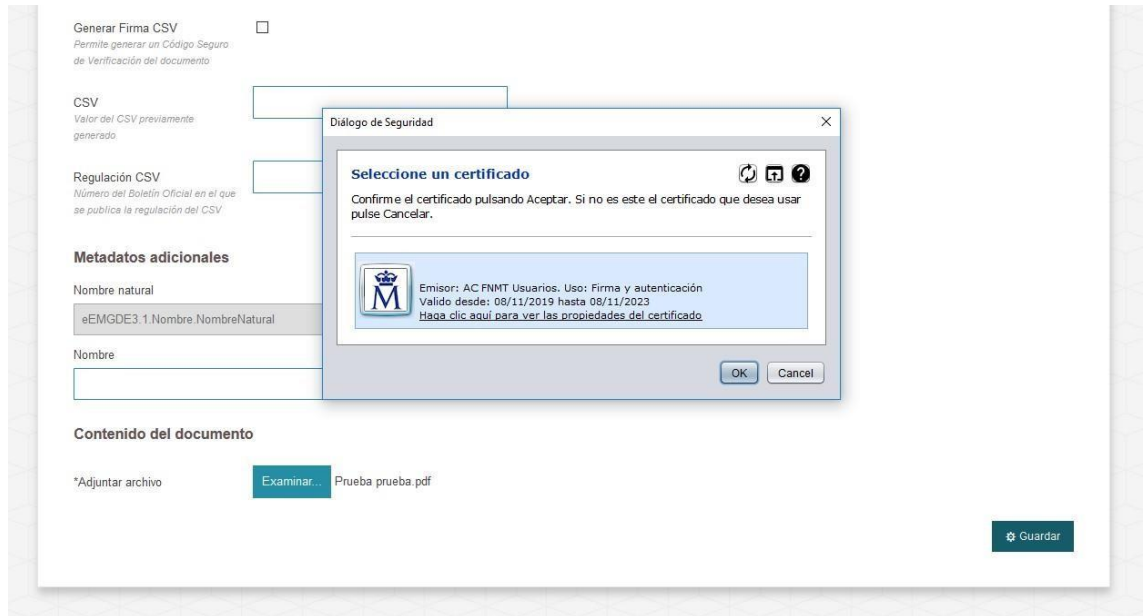 Generar Firma CSV
Permite generar un Código Seguro
de Verificación del documento
CSV
Valor del CSV previamente
generado
Regulación CSV
Número del Boletín Oficial en el que
se publica la regulación del CSV
Metadatos adicionales
Nombre natural
eEMGDE3.1.Nombre.NombreNatural
Nombre
Diálogo de Seguridad
Seleccione un certificado
Confirme el certificado pulsando Aceptar. Si no es este el certificado que desea usar
pulse Cancelar.
M
Emisor: AC FNMT Usuarios. Uso: Firma y autenticación
Valido desde: 08/11/2019 hasta 08/11/2023
Haga clic aquí para ver las propiedades del certificado
OK Cancel
Contenido del documento
*Adjuntar archivo Examinar... Prueba prueba.pdf
Guardar